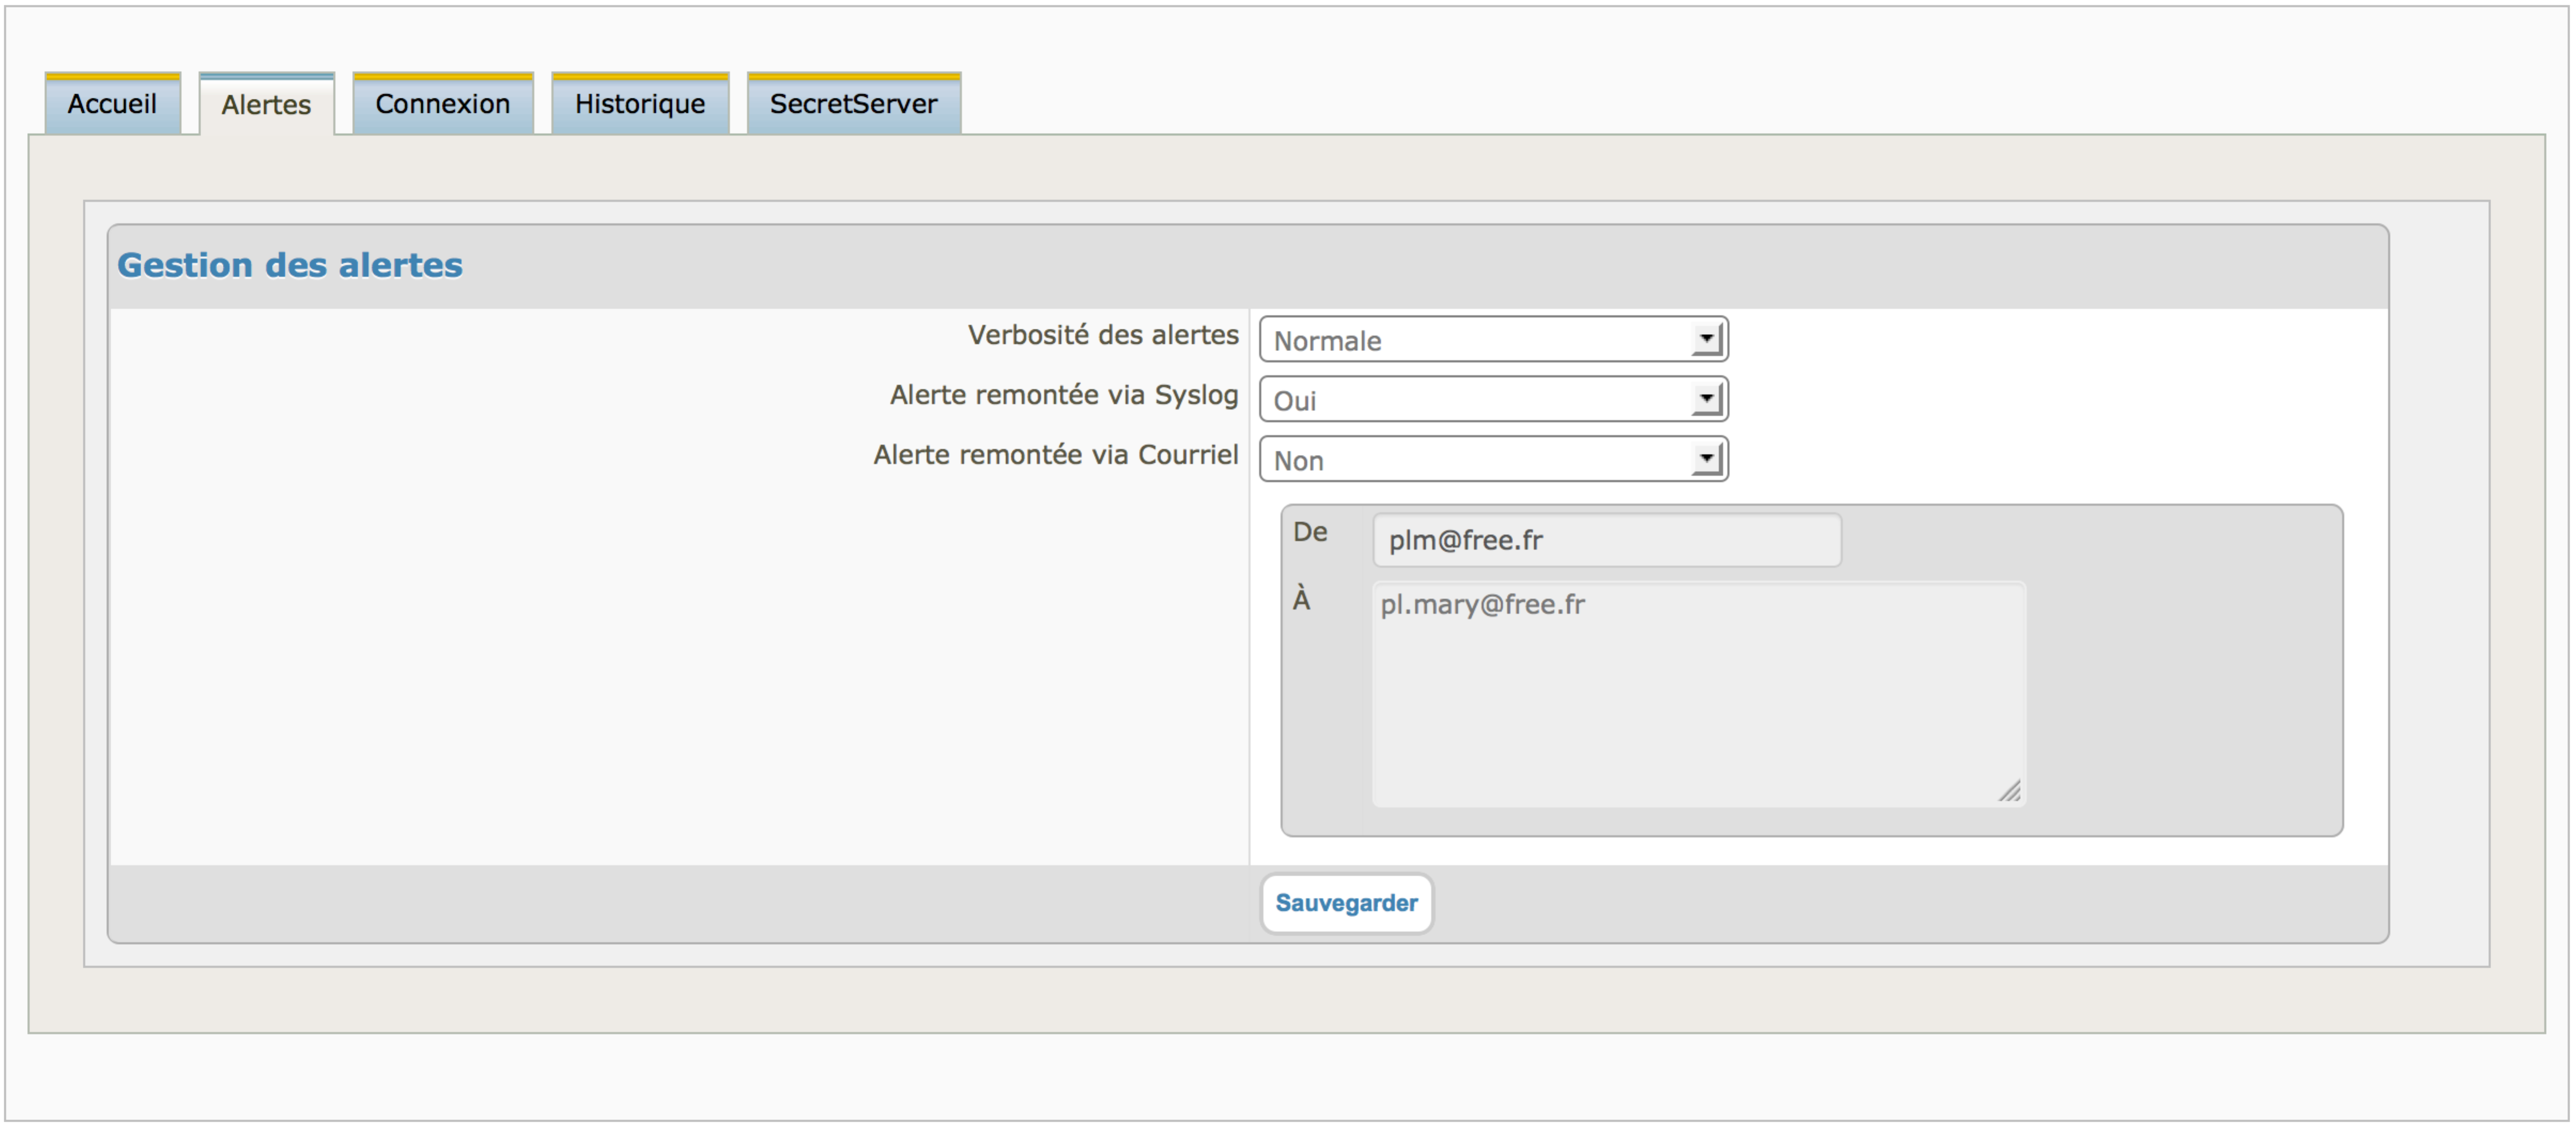 Accueil Alertes Connexion Historique SecretServer
Gestion des alertes
Verbosité des alertes Normale
Alerte remontée via Syslog Oui
Alerte remontée via Courriel Non
De plm@free.fr
À pl.mary@free.fr
Sauvegarder